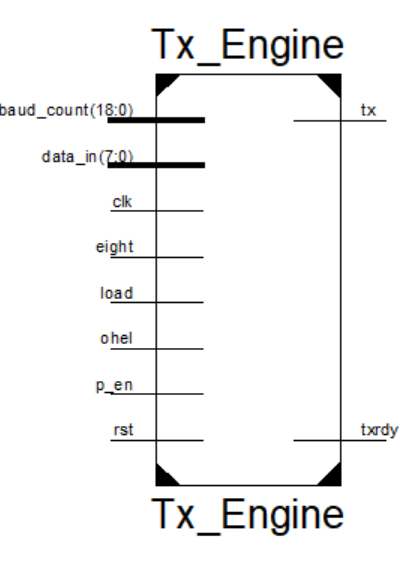 Tx_Engine
baud_count(18:0)
tx
data_in(7:0)
clk
eight
load
ohel
p_en
rst
txrdy
Tx_Engine